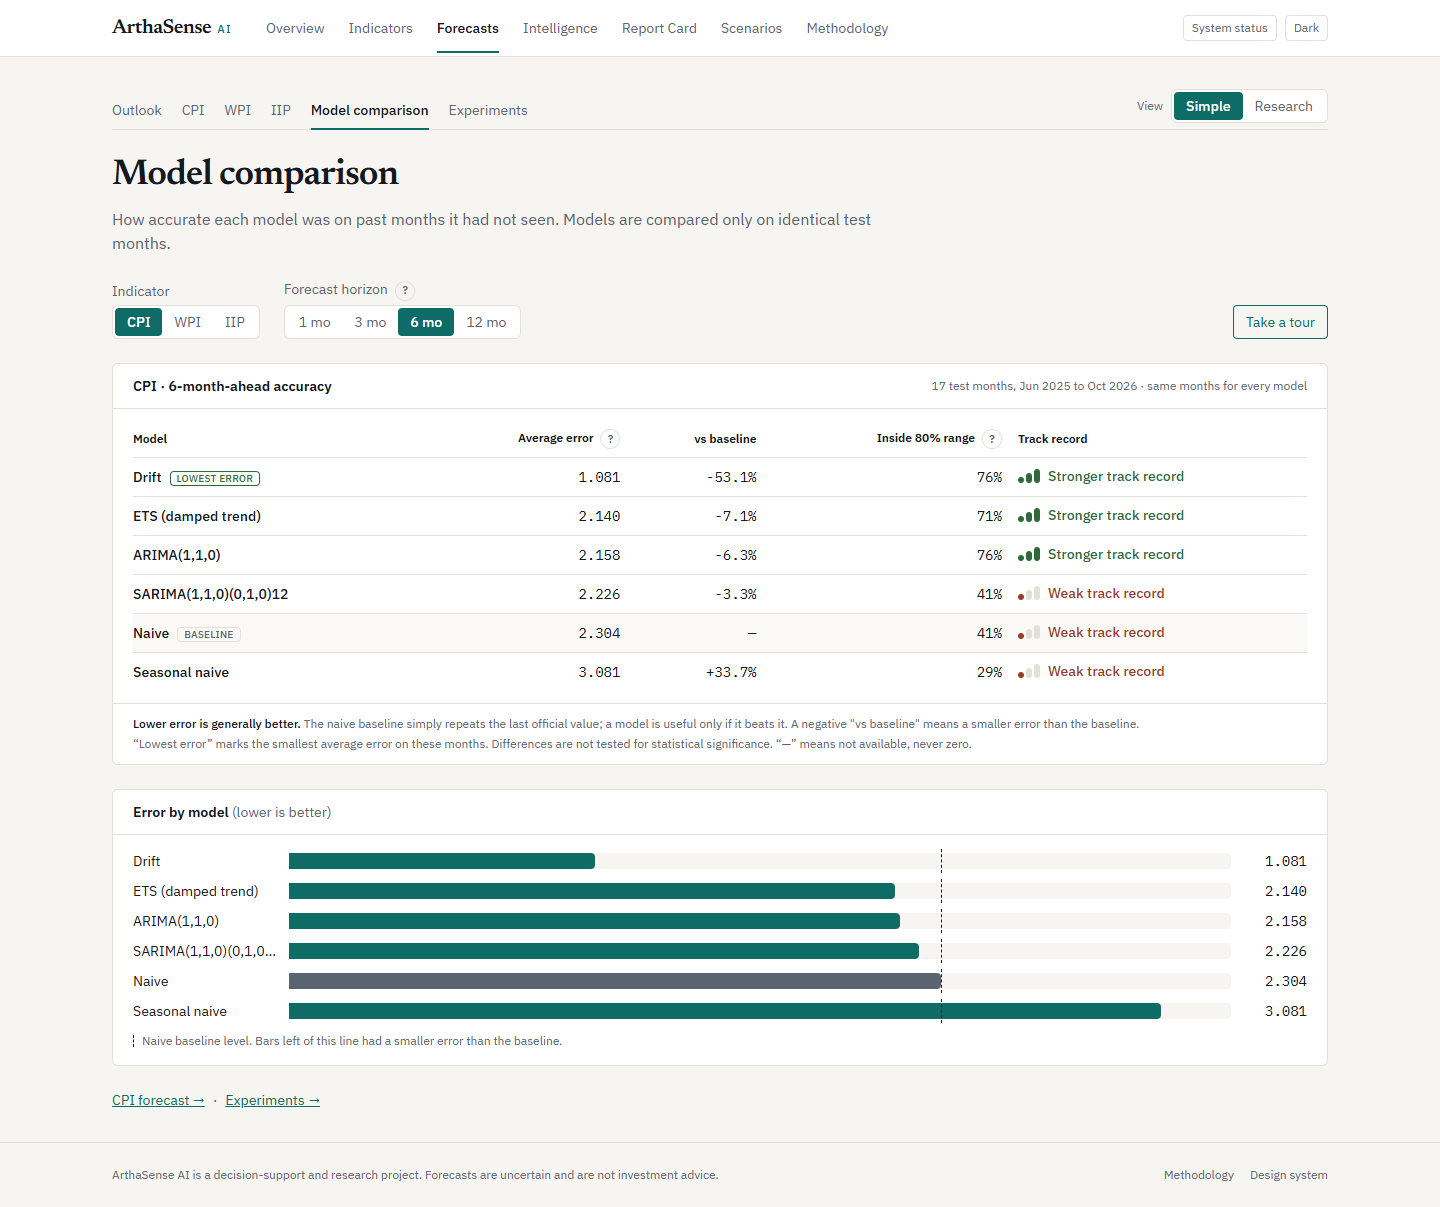 ArthaSense AI
Overview Indicators Forecasts Intelligence Report Card Scenarios Methodology
System status Dark
Outlook CPI WPI IIP Model comparison Experiments
View Simple Research
Model comparison
How accurate each model was on past months it had not seen. Models are compared only on identical test
months.
Indicator
Forecast horizon ?
CPI WPI IIP
1 mo 3 mo 6 mo 12 mo
Take a tour
CPI · 6-month-ahead accuracy
17 test months, Jun 2025 to Oct 2026 · same months for every model
Model Average error ? vs baseline Inside 80% range ? Track record
Drift LOWEST ERROR 1.081 -53.1% 76% Stronger track record
ETS (damped trend) 2.140 -7.1% 71% Stronger track record
ARIMA(1,1,0) 2.158 -6.3% 76% Stronger track record
SARIMA(1,1,0)(0,1,0)12 2.226 -3.3% 41% Weak track record
Naive BASELINE 2.304 — 41% Weak track record
Seasonal naive 3.081 +33.7% 29% Weak track record
Lower error is generally better. The naive baseline simply repeats the last official value; a model is useful only if it beats it. A negative "vs baseline" means a smaller error than the baseline.
“Lowest error” marks the smallest average error on these months. Differences are not tested for statistical significance. “—” means not available, never zero.
Error by model (lower is better)
Drift 1.081
ETS (damped trend) 2.140
ARIMA(1,1,0) 2.158
SARIMA(1,1,0)(0,1,0... 2.226
Naive 2.304
Seasonal naive 3.081
Naive baseline level. Bars left of this line had a smaller error than the baseline.
CPI forecast → · Experiments →
ArthaSense AI is a decision-support and research project. Forecasts are uncertain and are not investment advice.
Methodology Design system